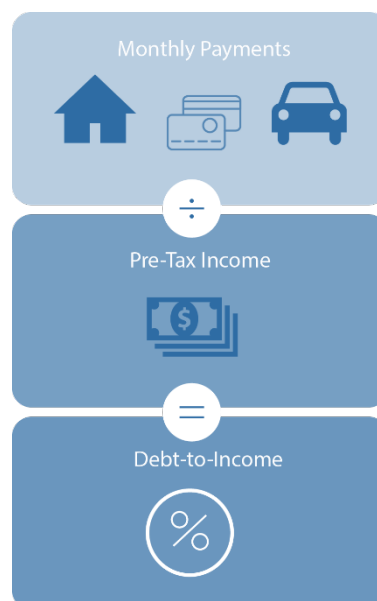 Monthly Payments
÷
Pre-Tax Income
$
=
Debt-to-Income
%